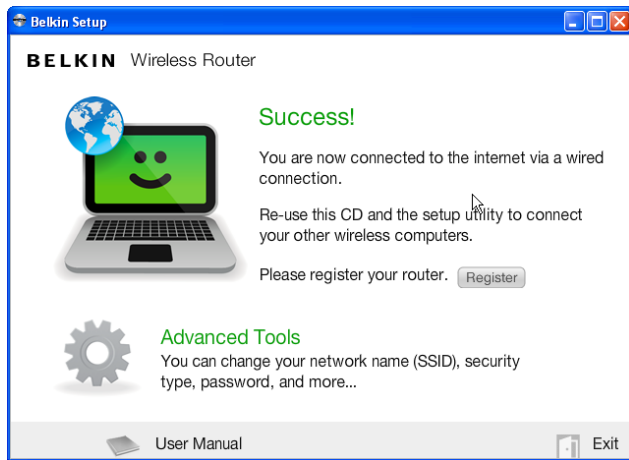 Belkin Setup
BELKIN Wireless Router
Success!
You are now connected to the internet via a wired
connection.
Re-use this CD and the setup utility to connect
your other wireless computers.
Please register your router. Register
Advanced Tools
You can change your network name (SSID), security
type, password, and more...
User Manual
Exit